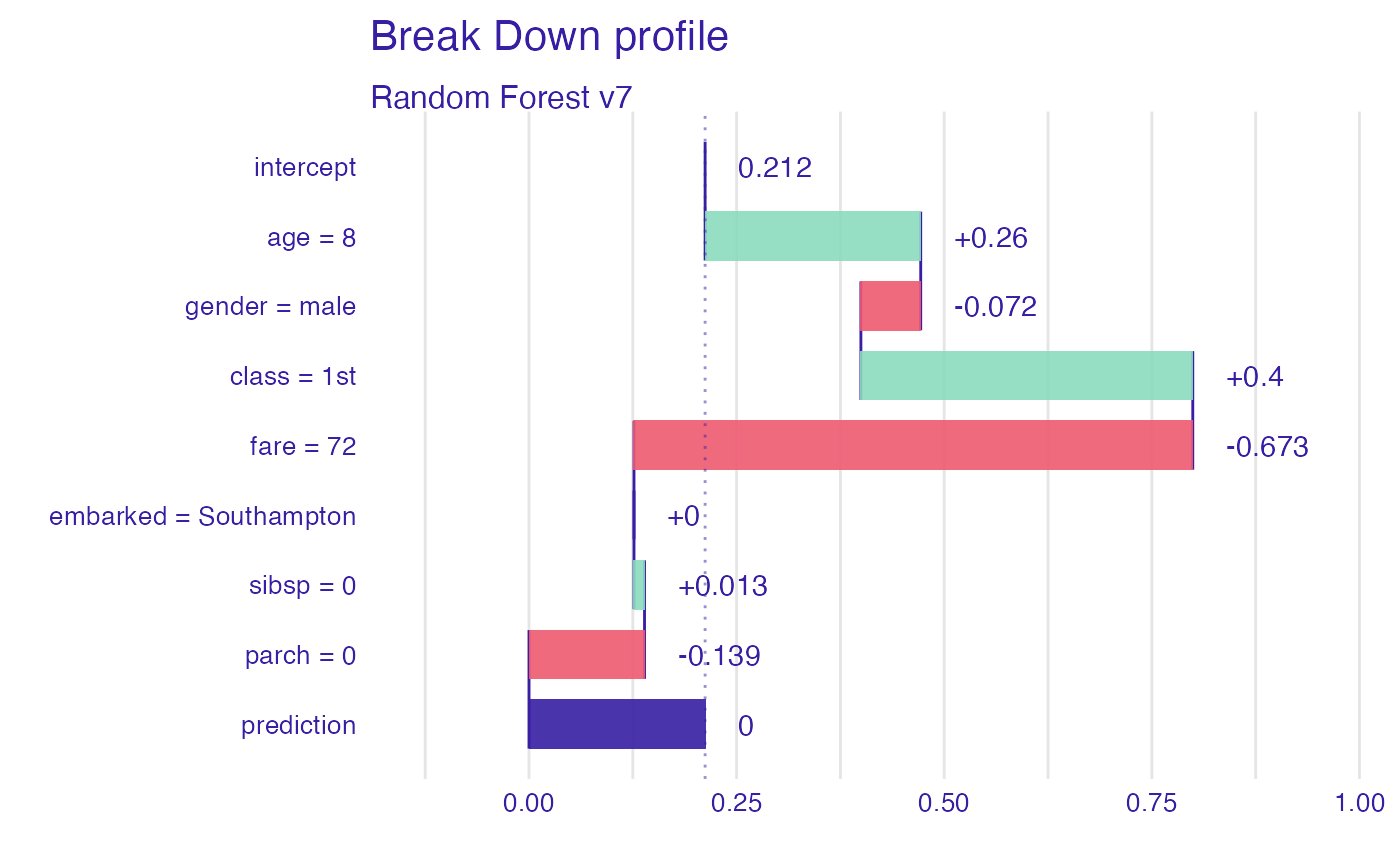 Break Down profile
Random Forest v7
intercept 0.212
age = 8 +0.26
gender = male -0.072
class = 1st +0.4
fare = 72 -0.673
embarked = Southampton +0
sibsp = 0 +0.013
parch = 0 -0.139
prediction 0
0.00 0.25 0.50 0.75 1.00